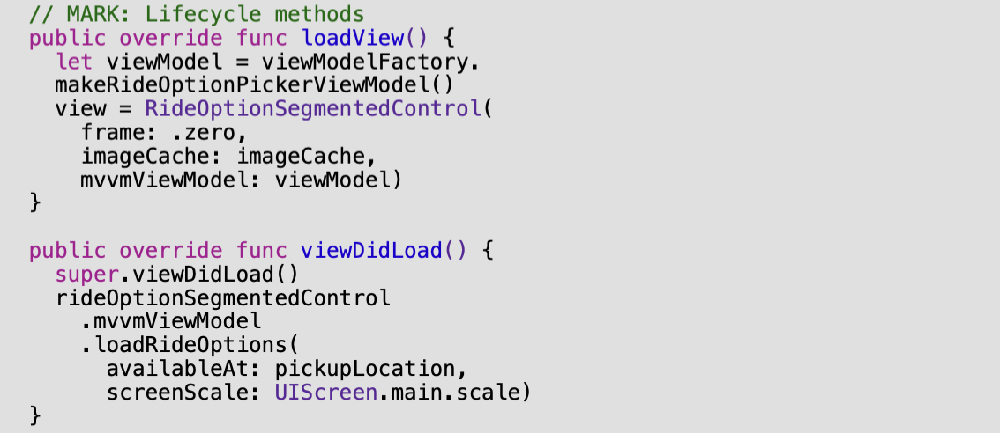 // MARK: Lifecycle methods
public override func loadView() {
  let viewModel = viewModelFactory.
  makeRideOptionPickerViewModel()
  view = RideOptionSegmentedControl(
    frame: .zero,
    imageCache: imageCache,
    mvvmViewModel: viewModel)
}

public override func viewDidLoad() {
  super.viewDidLoad()
  rideOptionSegmentedControl
    .mvvmViewModel
    .loadRideOptions(
      availableAt: pickupLocation,
      screenScale: UIScreen.main.scale)
}